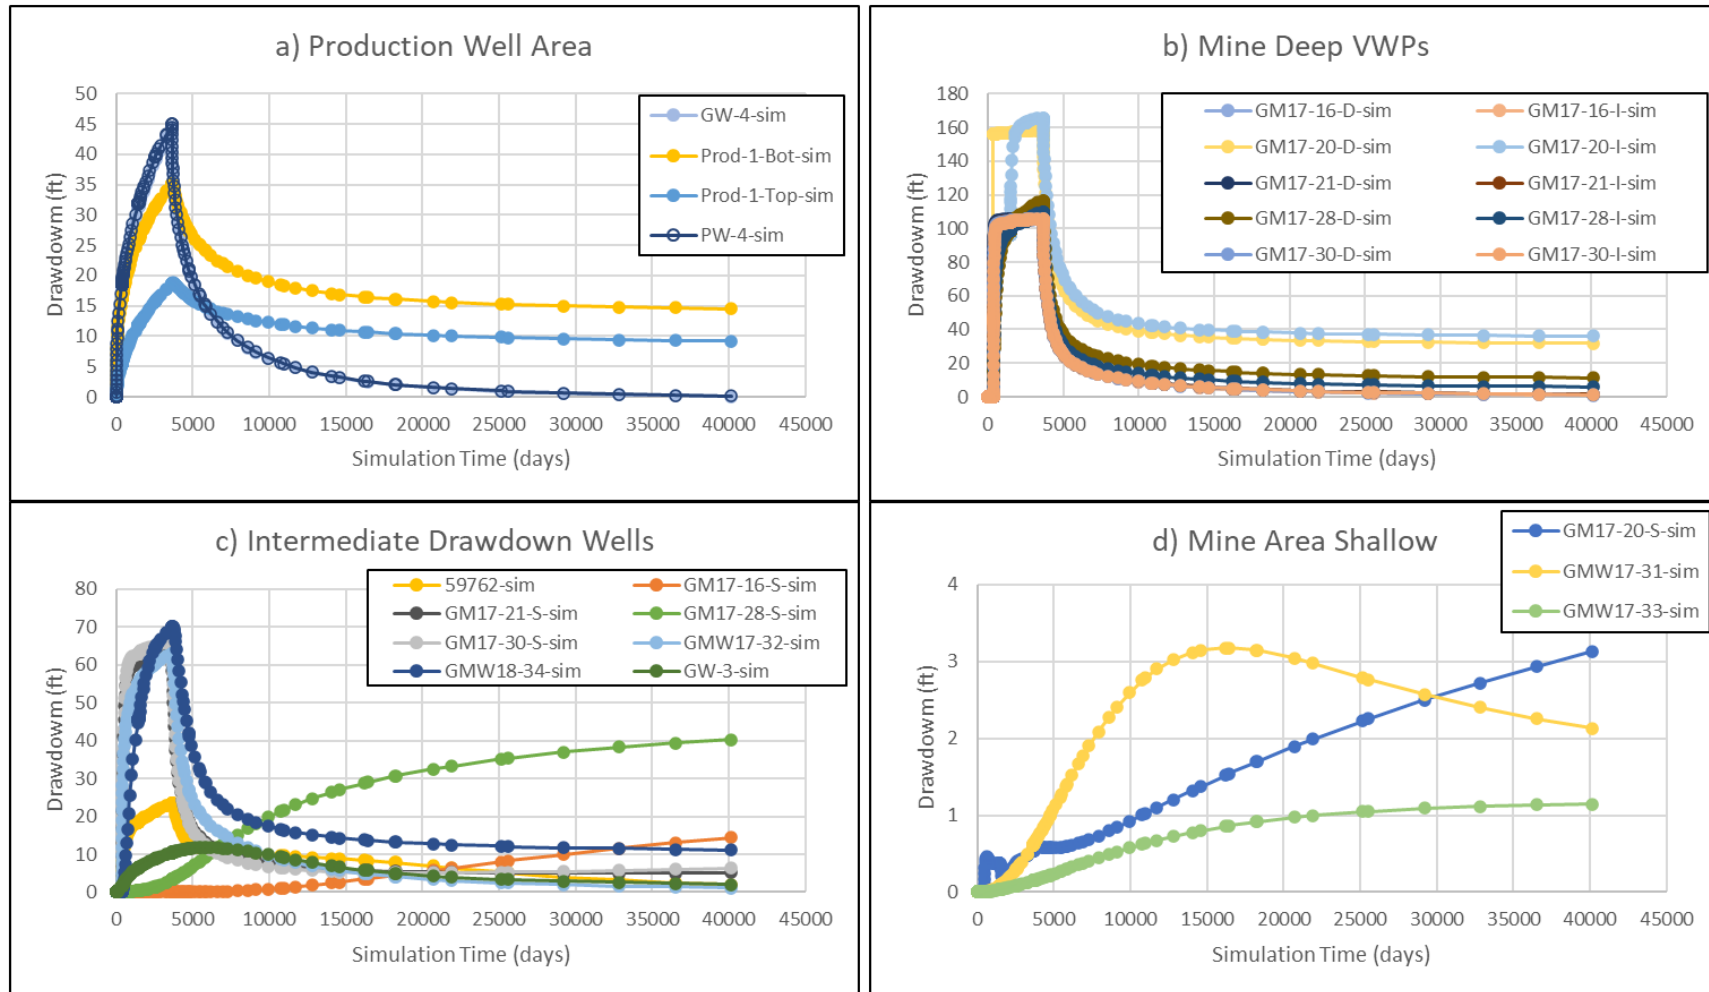 a) Production Well Area
Drawdowm (ft)
50
45
40
35
30
25
20
15
10
5
0
0 5000 10000 15000 20000 25000 30000 35000 40000 45000
Simulation Time (days)
GW-4-sim
Prod-1-Bot-sim
Prod-1-Top-sim
PW-4-sim
b) Mine Deep VWPs
Drawdowm (ft)
180
160
140
120
100
80
60
40
20
0
0 5000 10000 15000 20000 25000 30000 35000 40000 45000
Simulation Time (days)
GM17-16-D-sim GM17-16-I-sim
GM17-20-D-sim GM17-20-I-sim
GM17-21-D-sim GM17-21-I-sim
GM17-28-D-sim GM17-28-I-sim
GM17-30-D-sim GM17-30-I-sim
c) Intermediate Drawdown Wells
Drawdowm (ft)
80
70
60
50
40
30
20
10
0
0 5000 10000 15000 20000 25000 30000 35000 40000 45000
Simulation Time (days)
59762-sim GM17-16-S-sim
GM17-21-S-sim GM17-28-S-sim
GM17-30-S-sim GMW17-32-sim
GMW18-34-sim GW-3-sim
d) Mine Area Shallow
Drawdowm (ft)
4
3
2
1
0
0 5000 10000 15000 20000 25000 30000 35000 40000 45000
Simulation Time (days)
GM17-20-S-sim
GMW17-31-sim
GMW17-33-sim